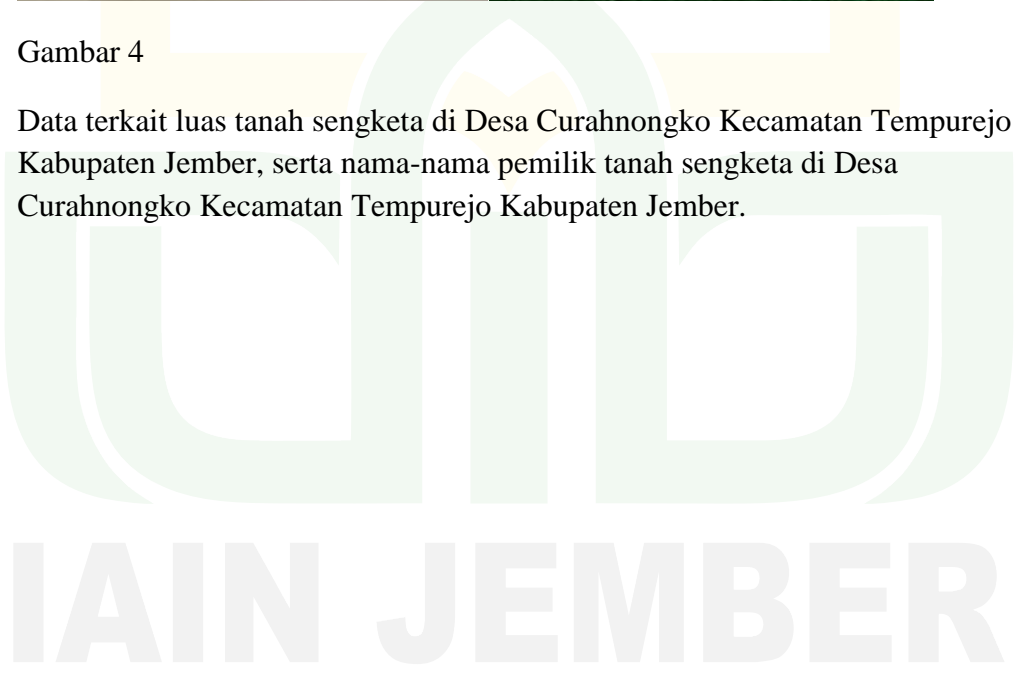 Gambar 4
Data terkait luas tanah sengketa di Desa Curahnongko Kecamatan Tempurejo
Kabupaten Jember, serta nama-nama pemilik tanah sengketa di Desa
Curahnongko Kecamatan Tempurejo Kabupaten Jember.
IAIN JEMBER